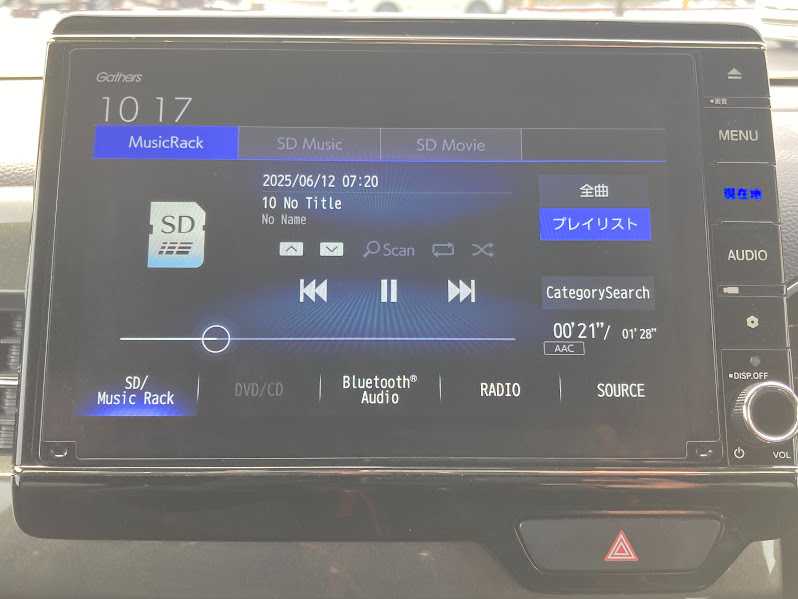 Gathers
10 17
MusicRack SD Music SD Movie
2025/06/12 07:20
10 No Title
No Name
SD
Scan
全曲
プレイリスト
CategorySearch
00'21"/ 01'28"
AAC
SD/
Music Rack
DVD/CD
Bluetooth®
Audio
RADIO
SOURCE
画質
MENU
現在地
AUDIO
DISP.OFF
VOL